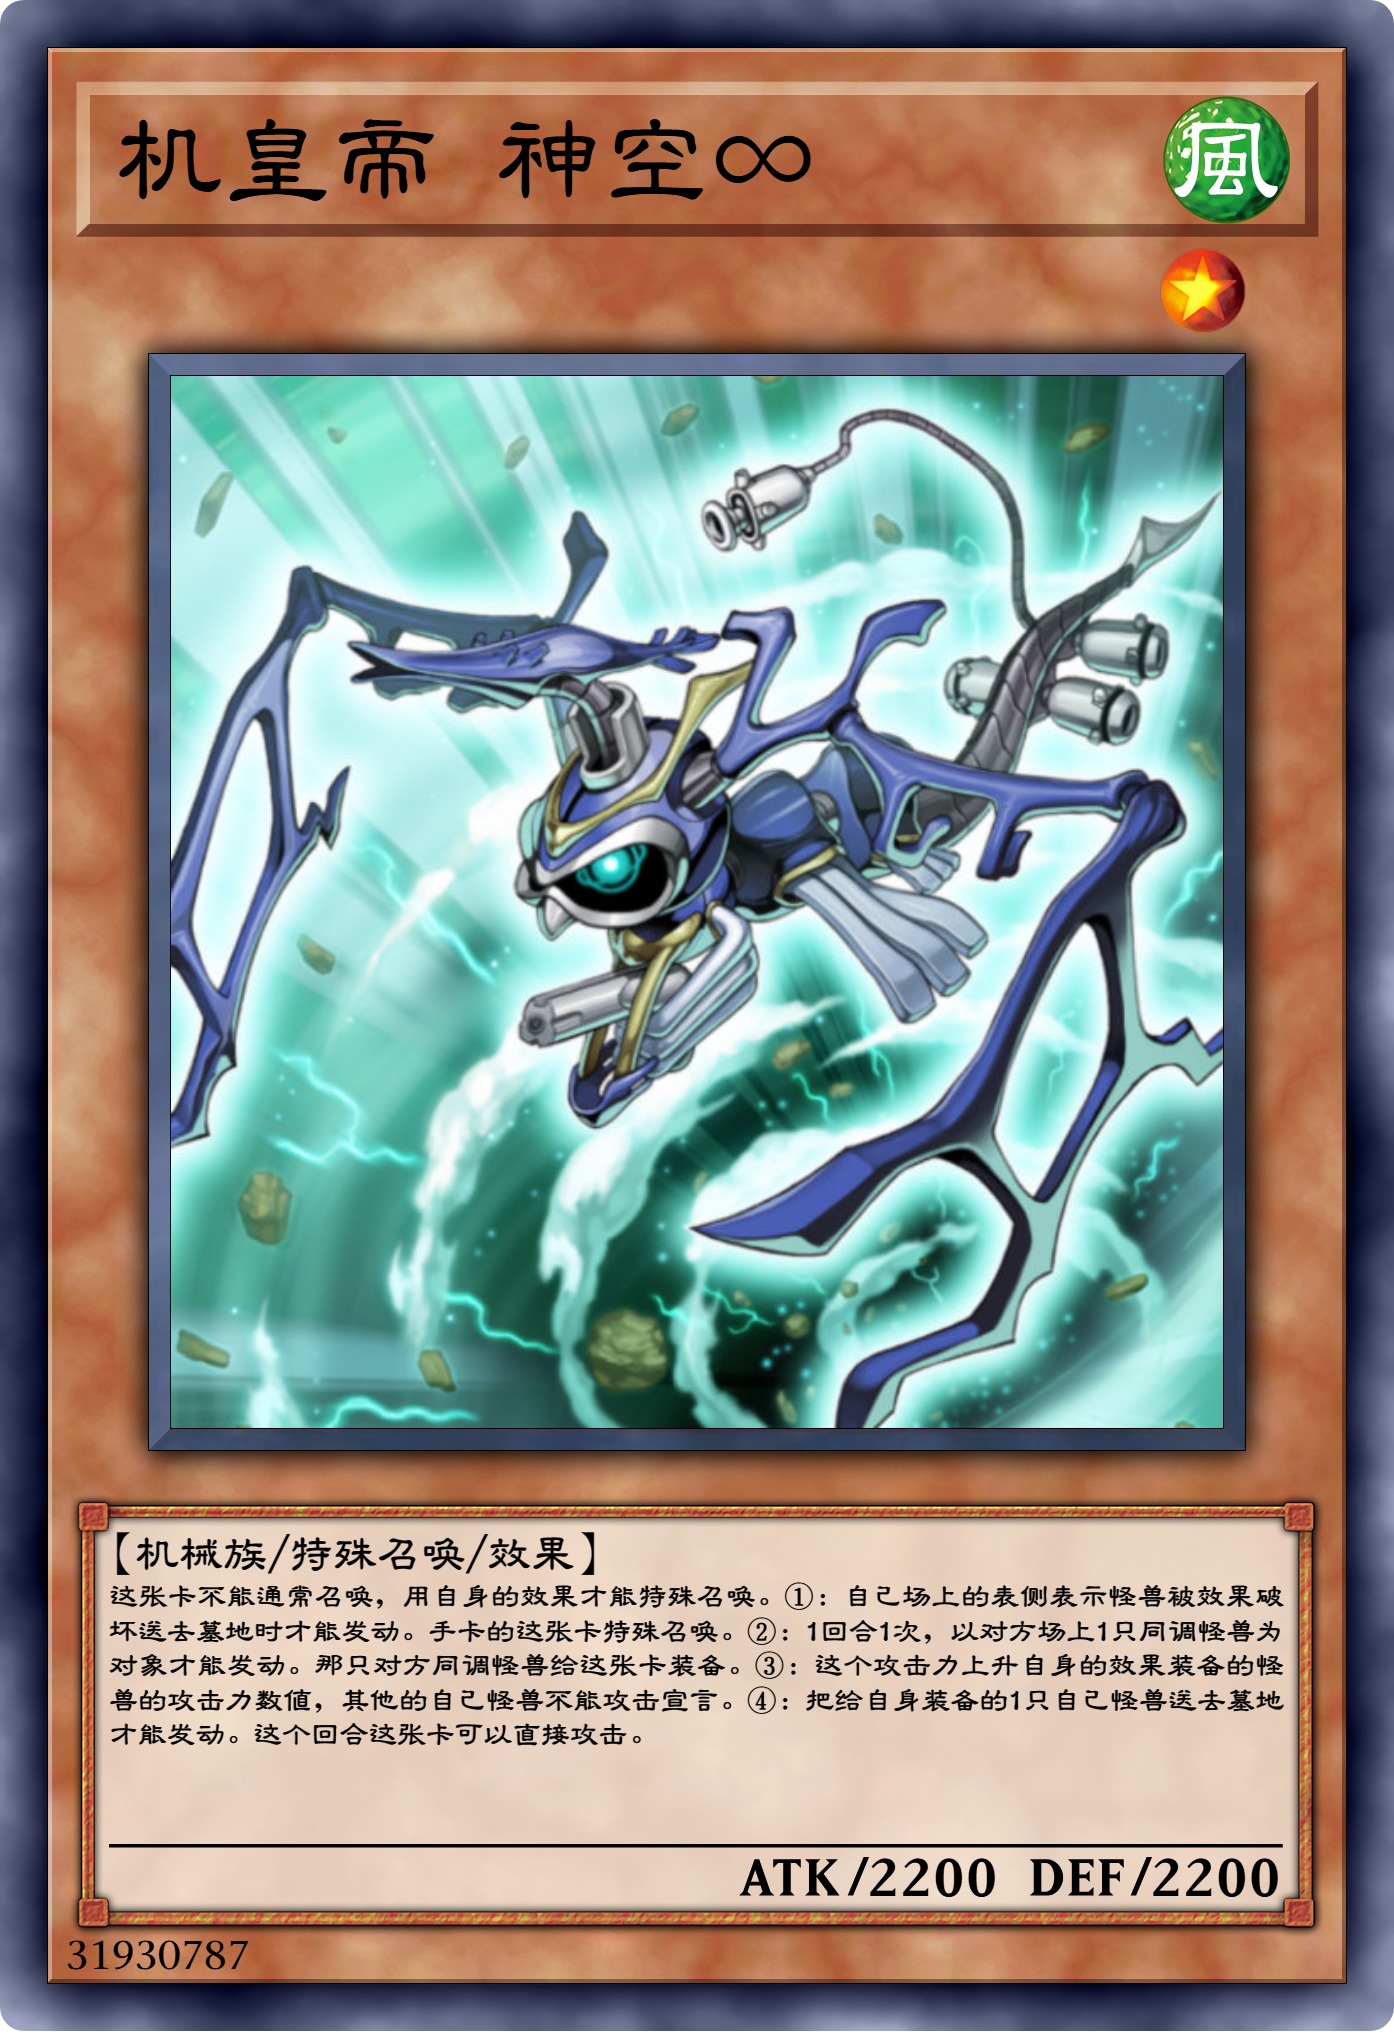 机皇帝 神空∞
風
【机械族/特殊召唤/效果】
这张卡不能通常召唤，用自身的效果才能特殊召唤。①：自己场上的表侧表示怪兽被效果破
坏送去墓地时才能发动。手卡的这张卡特殊召唤。②：1回合1次，以对方场上1只同调怪兽为
对象才能发动。那只对方同调怪兽给这张卡装备。③：这个攻击力上升自身的效果装备的怪
兽的攻击力数值，其他的自己怪兽不能攻击宣言。④：把给自身装备的1只自己怪兽送去墓地
才能发动。这个回合这张卡可以直接攻击。
ATK/2200 DEF/2200
31930787